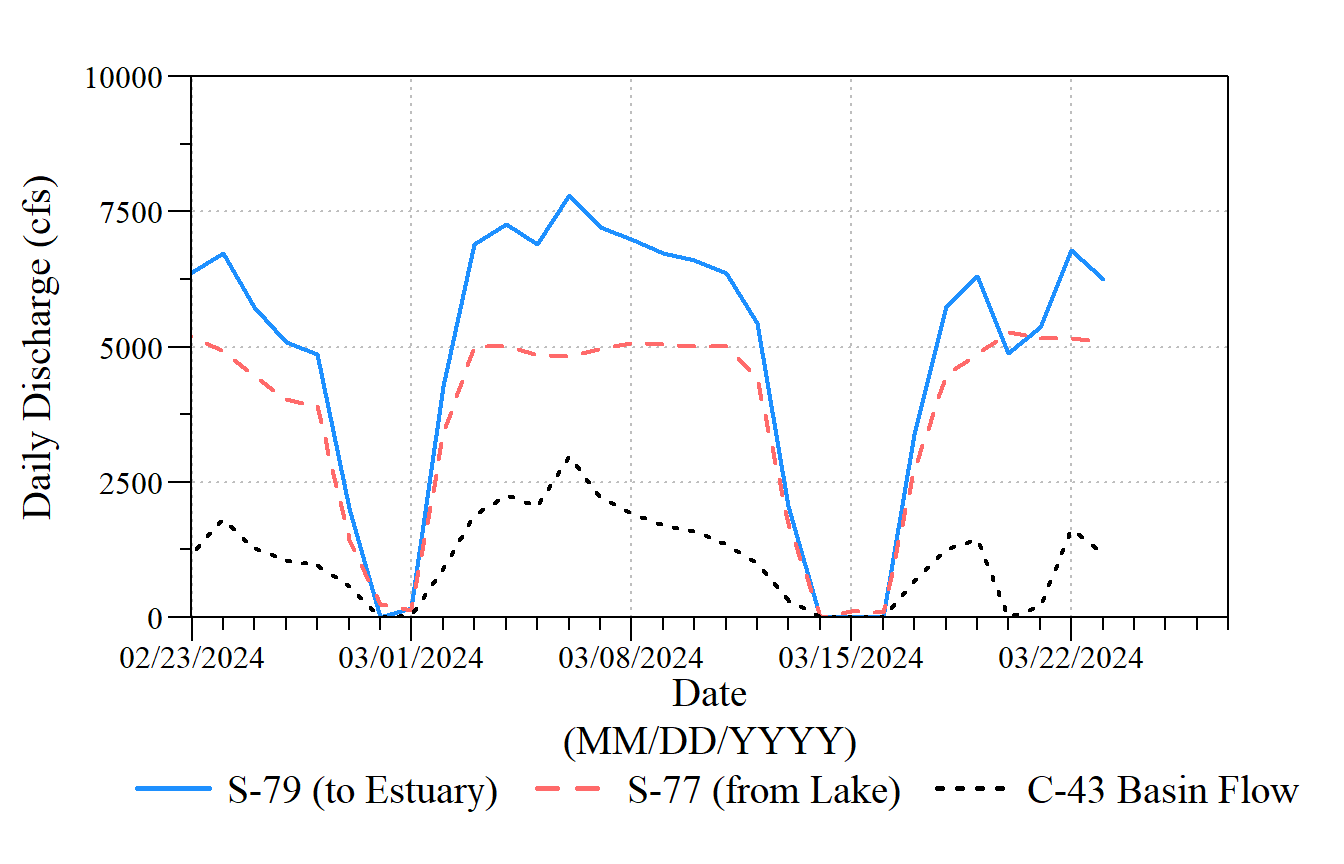 10000
7500
5000
2500
0
Daily Discharge (cfs)
02/23/2024 03/01/2024 03/08/2024 03/15/2024 03/22/2024
Date
(MM/DD/YYYY)
S-79 (to Estuary) S-77 (from Lake) C-43 Basin Flow